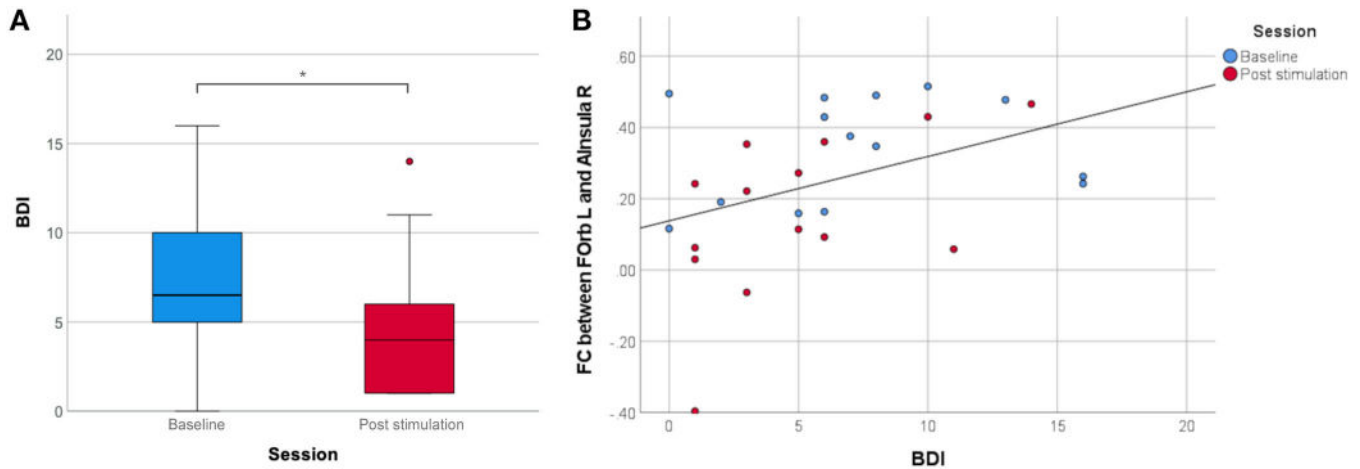 A
20
15
10
5
0
BDI
*
Baseline
Post stimulation
Session
B
.60
.40
.20
.00
-.20
-.40
FC between FOrb L and AInsular R
0
5
10
15
20
BDI
Session
Baseline
Post stimulation